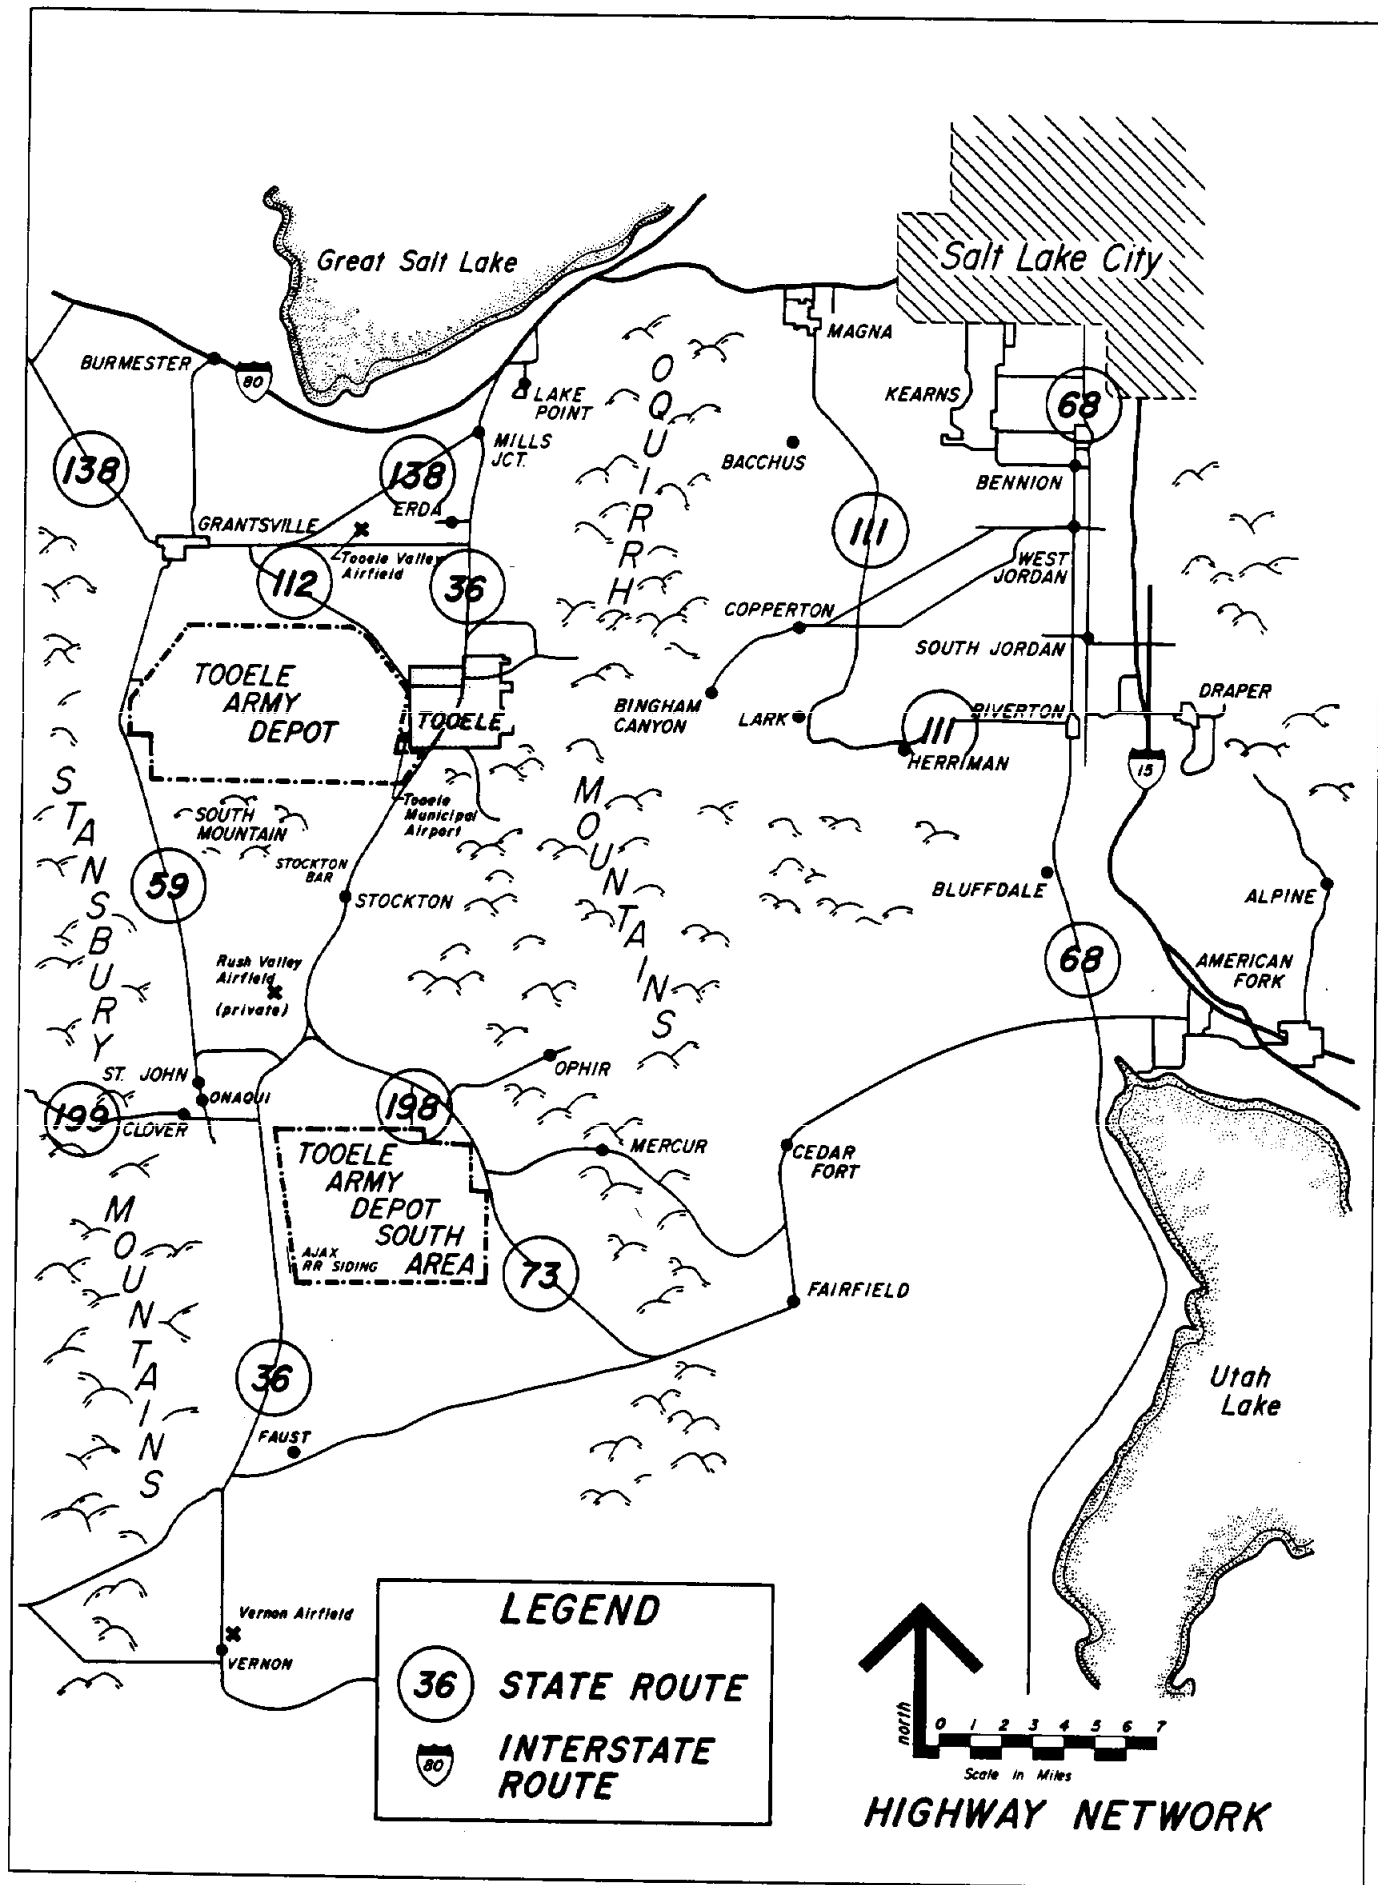 Great Salt Lake
Salt Lake City
BURMESTER
80
LAKE
POINT
MAGNA
KEARNS
68
138
138
MILLS
JCT.
BACCHUS
BENNION
ERDA
GRANTSVILLE
Tooele Valley
Airfield
111
WEST
JORDAN
112
36
OQUIRRH
COPPERTON
SOUTH JORDAN
TOOELE
ARMY
DEPOT
TOOELE
BINGHAM
CANYON
LARK
111
RIVERTON
DRAPER
HERRIMAN
15
Tooele
Municipal
Airport
SOUTH
MOUNTAIN
STOCKTON
BAR
STOCKTON
MOUNTAINS
59
BLUFFDALE
ALPINE
STANSBURY
Rush Valley
Airfield
(private)
68
AMERICAN
FORK
ST. JOHN
ONAQUI
OPHIR
199
CLOVER
198
MERCUR
CEDAR
FORT
TOOELE
ARMY
DEPOT
SOUTH
AREA
AJAX
RR SIDING
73
FAIRFIELD
MOUNTAINS
36
Utah
Lake
FAUST
Vernon Airfield
VERNON
LEGEND
36 STATE ROUTE
80 INTERSTATE
ROUTE
north
0 1 2 3 4 5 6 7
Scale in Miles
HIGHWAY NETWORK